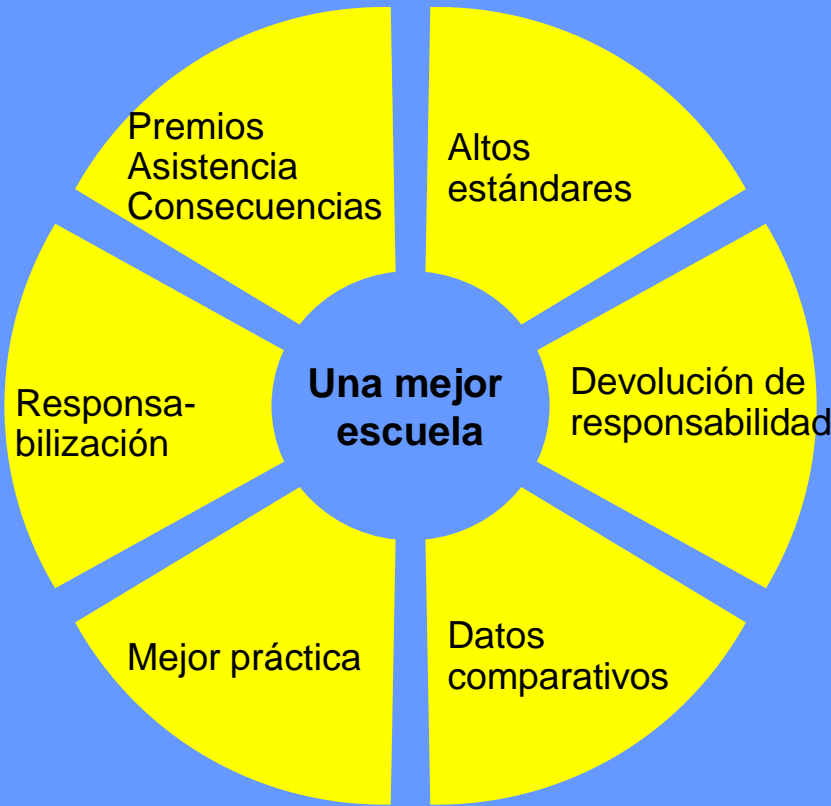 Premios
Asistencia
Consecuencias
Altos
estándares
Responsa-
bilización
Una mejor
escuela
Devolución de
responsabilidad
Mejor práctica
Datos
comparativos